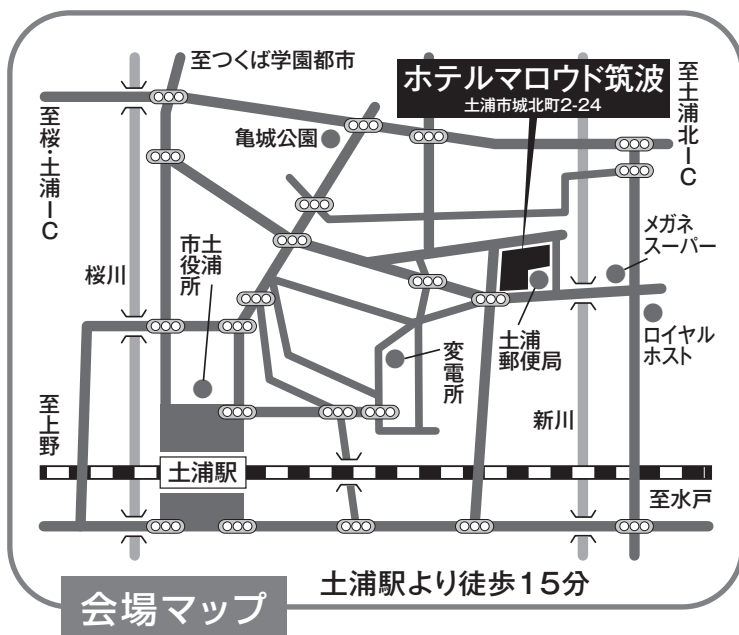 至つくば学園都市
ホテルマロウド筑波
土浦市城北町2-24
至土浦北IC
至桜・土浦IC
亀城公園
メガネ
スーパー
桜川
土浦
市役所
土浦
郵便局
ロイヤル
ホスト
変電所
至上野
新川
土浦駅
至水戸
土浦駅より徒歩15分
会場マップ